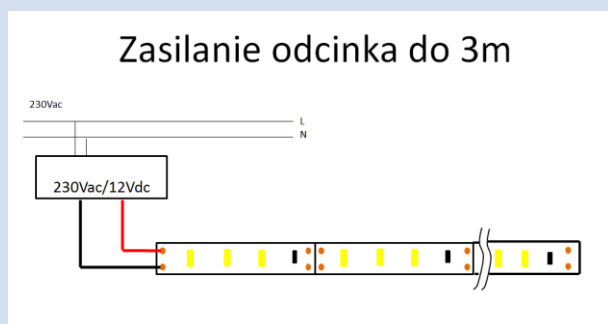 Zasilanie odcinka do 3m
230Vac
L
N
230Vac/12Vdc